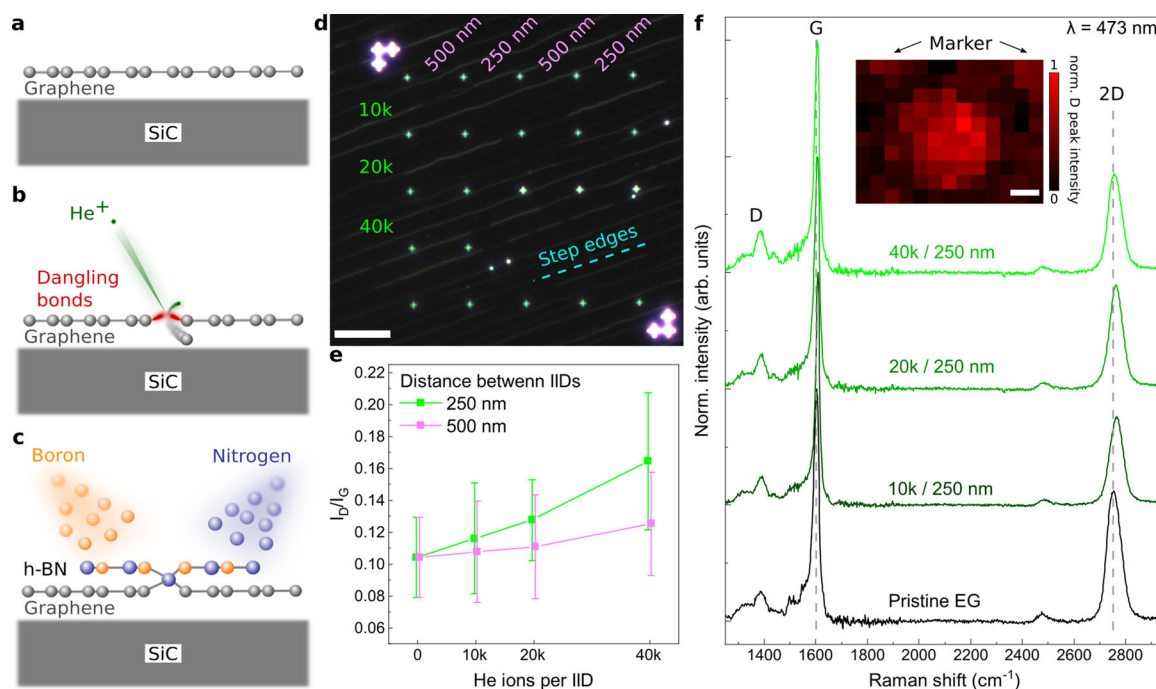 a
Graphene
SiC
b
He+
Dangling
bonds
Graphene
SiC
c
Boron
Nitrogen
h-BN
Graphene
SiC
d
500 nm
250 nm
500 nm
250 nm
10k
20k
40k
Step edges
e
Distance betwenn IIDs
250 nm
500 nm
I_D/I_G
0.22
0.20
0.18
0.16
0.14
0.12
0.10
0.08
0.06
0
10k
20k
40k
He ions per IID
f
G
λ = 473 nm
Marker
1
0
norm. D
peak intensity
2D
D
40k / 250 nm
20k / 250 nm
10k / 250 nm
Pristine EG
Norm. intensity (arb. units)
1400 1600 1800 2000 2200 2400 2600 2800
Raman shift (cm⁻¹)